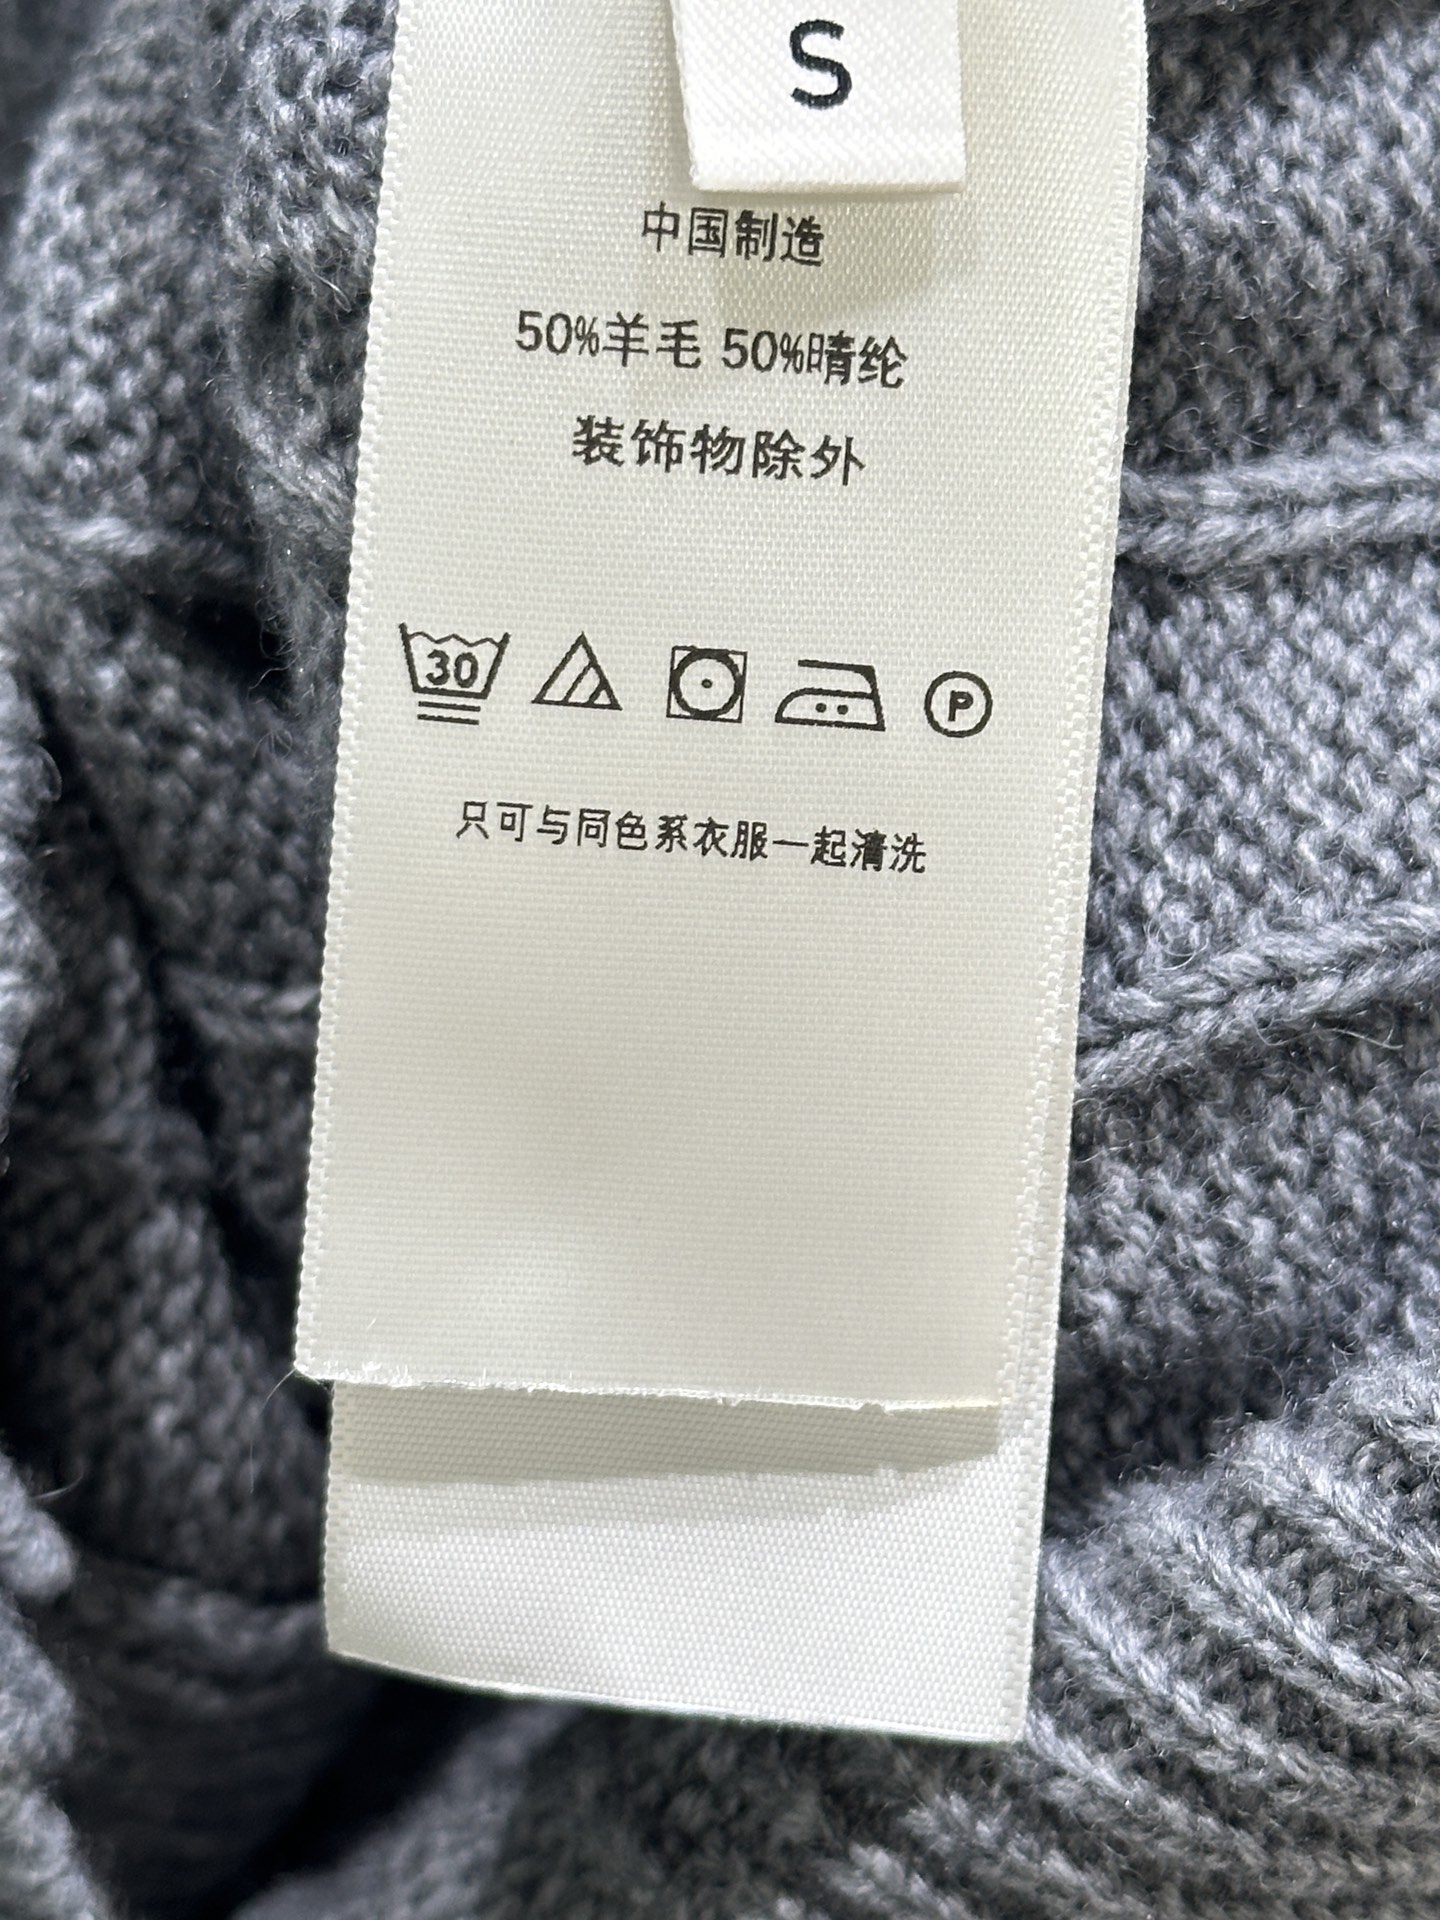 S
中国制造
50%羊毛 50%晴纶
装饰物除外
30 P
只可与同色系衣服一起清洗